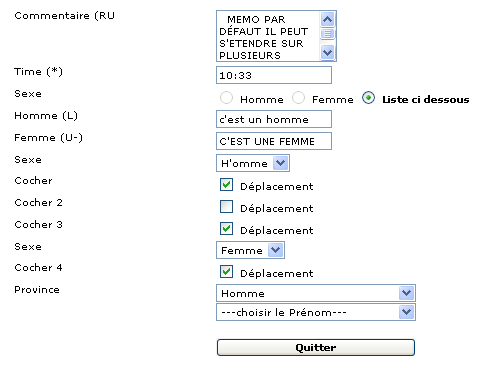 Commentaire (RU
MEMO PAR
DÉFAUT IL PEUT
S'ETENDRE SUR
PLUSIEURS
Time (*) 10:33
Sexe Homme Femme Liste ci dessous
Homme (L) c'est un homme
Femme (U-) C'EST UNE FEMME
Sexe H'omme
Cocher Déplacement
Cocher 2 Déplacement
Cocher 3 Déplacement
Sexe Femme
Cocher 4 Déplacement
Province Homme
---choisir le Prénom---
Quitter